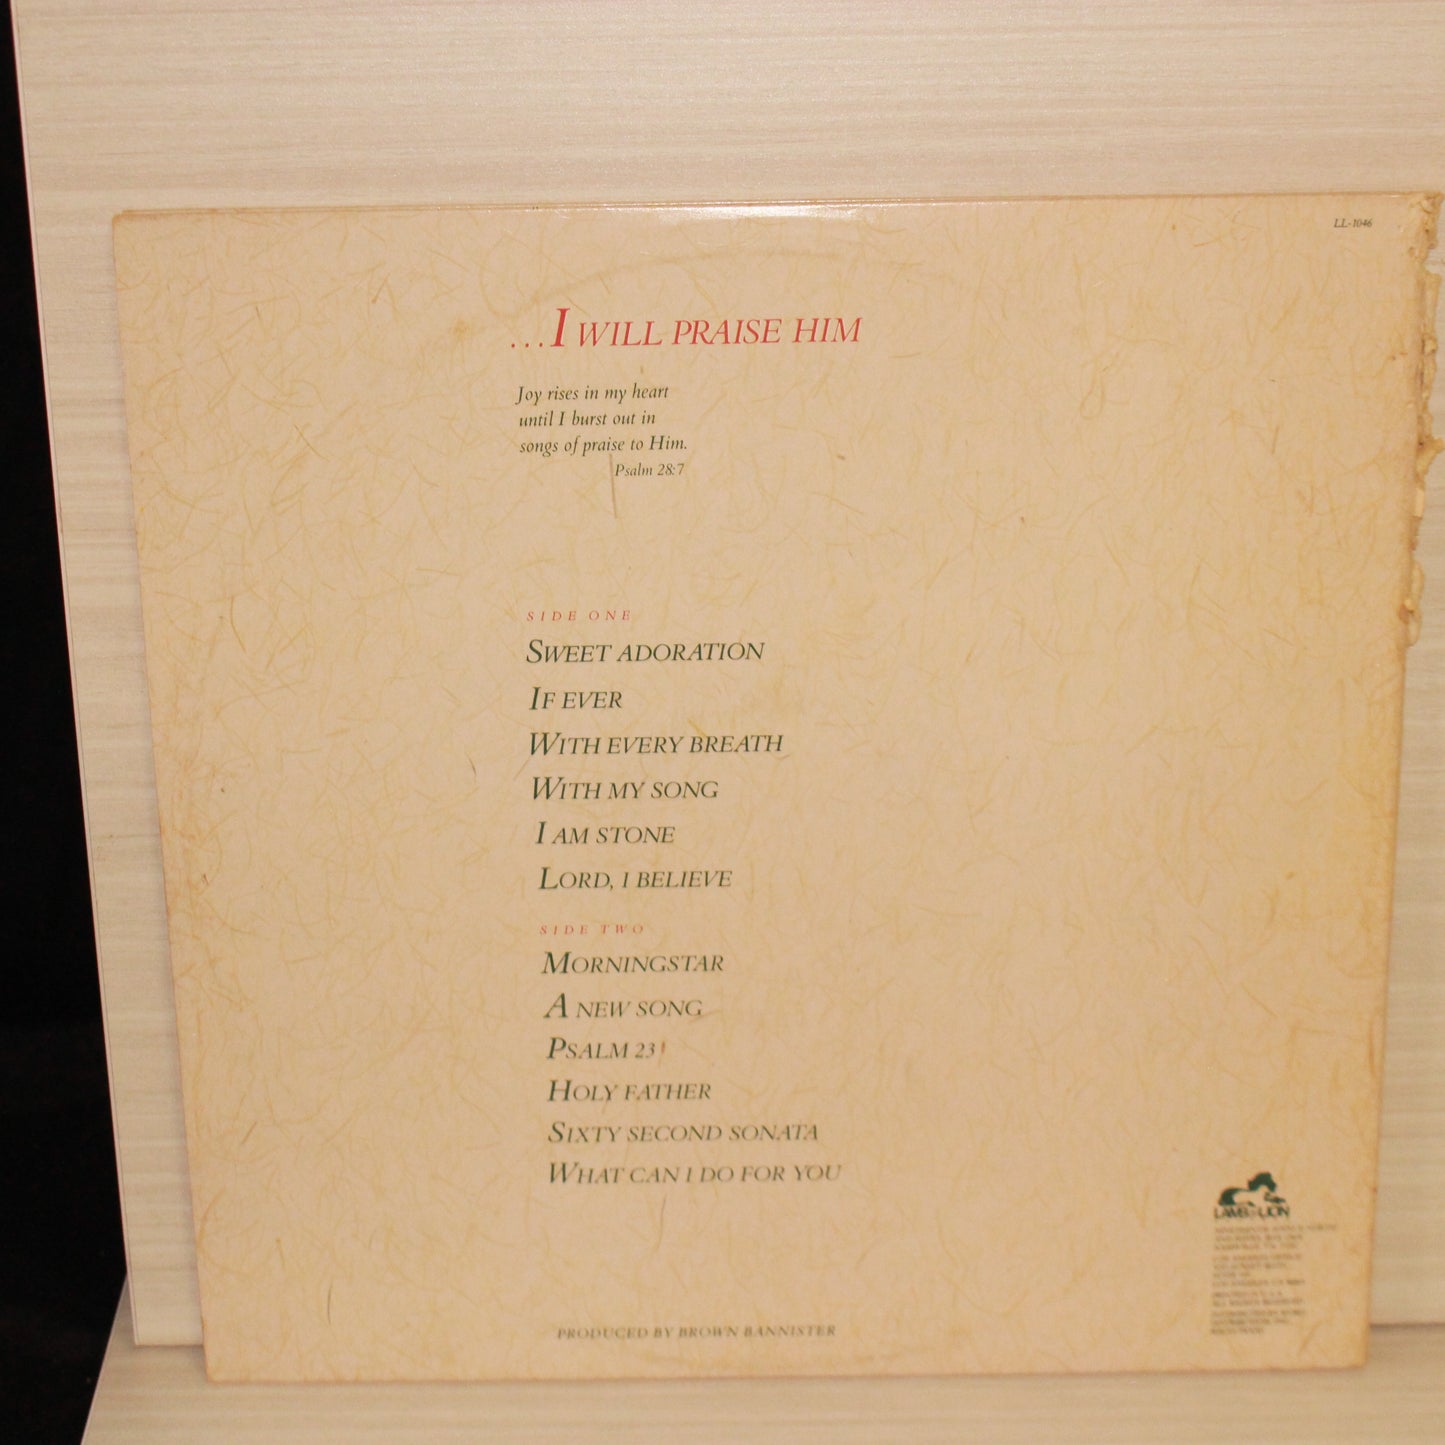 LL-1046
...I WILL PRAISE HIM
Joy rises in my heart
until I burst out in
songs of praise to Him.
Psalm 28:7
SIDE ONE
SWEET ADORATION
IF EVER
WITH EVERY BREATH
WITH MY SONG
I AM STONE
LORD, I BELIEVE
SIDE TWO
MORNINGSTAR
A NEW SONG
PSALM 23
HOLY FATHER
SIXTY SECOND SONATA
WHAT CAN I DO FOR YOU
LAMB & LION
PRODUCED BY BROWN BANNISTER